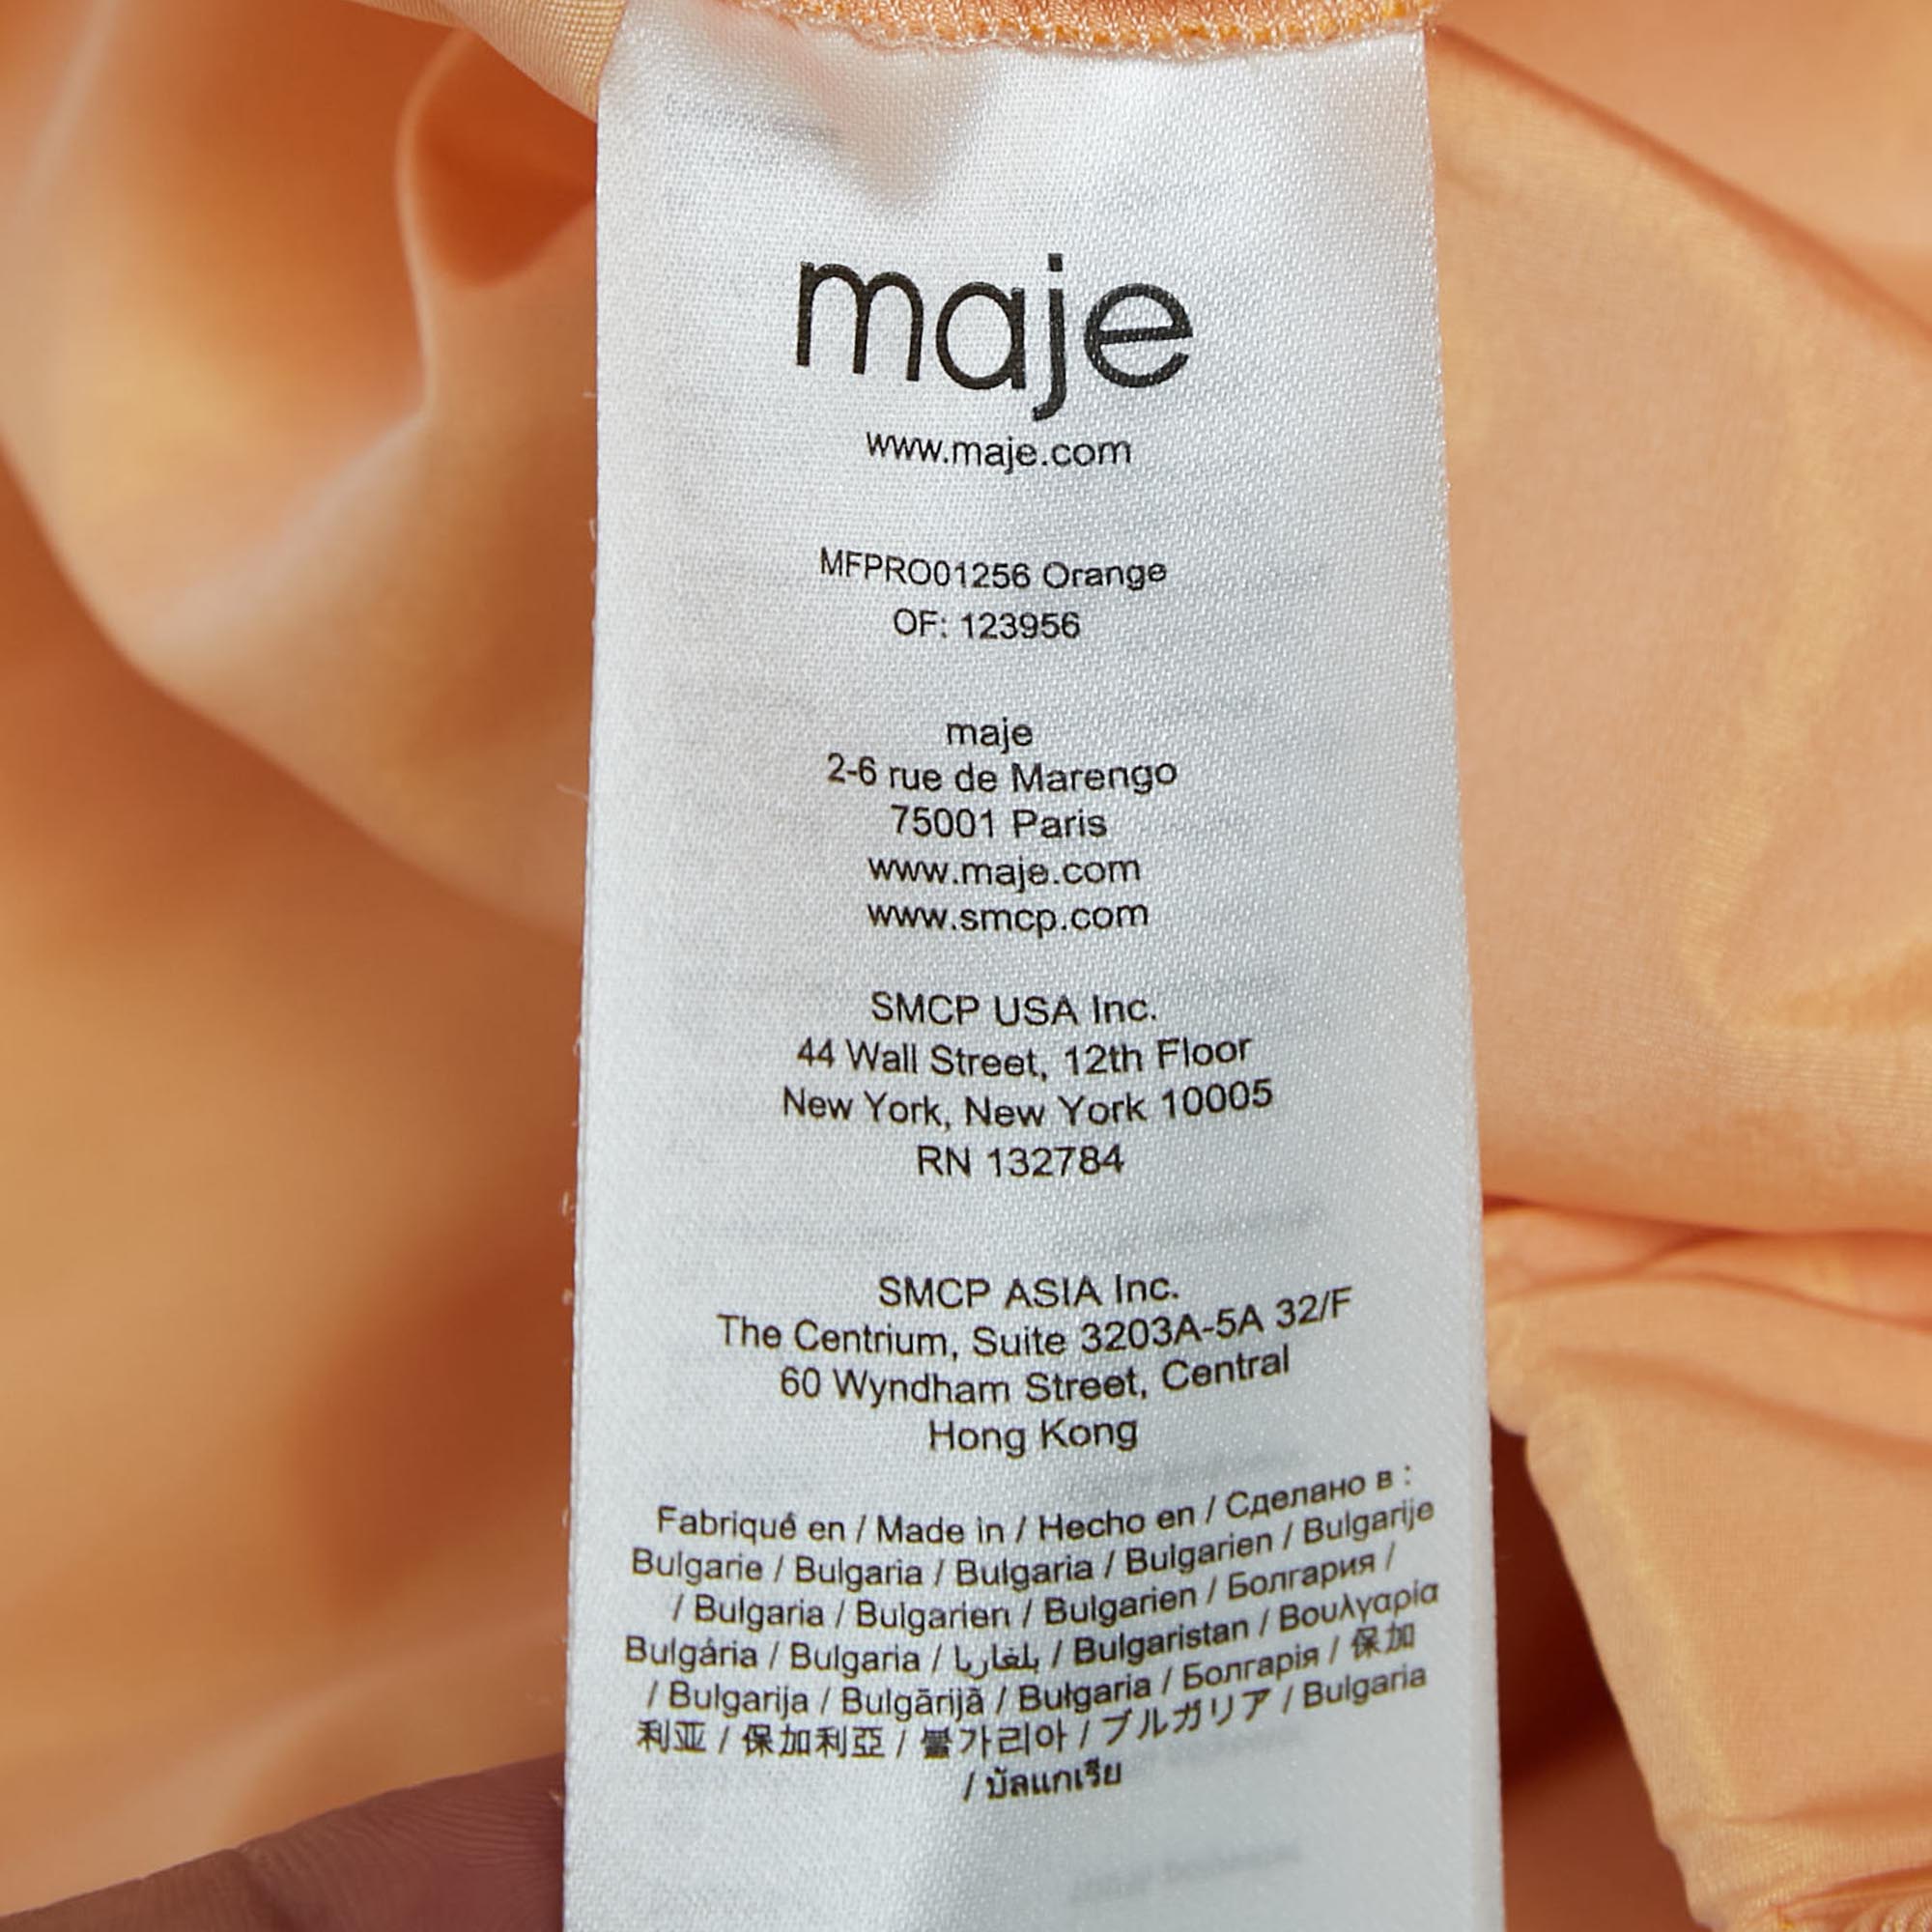 maje
www.maje.com
MFPRO01256 Orange
OF: 123956
maje
2-6 rue de Marengo
75001 Paris
www.maje.com
www.smcp.com
SMCP USA Inc.
44 Wall Street, 12th Floor
New York, New York 10005
RN 132784
SMCP ASIA Inc.
The Centrium, Suite 3203A-5A 32/F
60 Wyndham Street, Central
Hong Kong
Fabriqué en / Made in / Hecho en / Сделано в :
Bulgarie / Bulgaria / Bulgaria / Bulgarien / Bulgarije
/ Bulgaria / Bulgarien / Bulgarien / Болгария /
Bulgária / Bulgaria / بلغاريا / Bulgaristan / Βουλγαρία
/ Bulgarija / Bulgārijā / Bułgaria / Болгарія / 保加
利亚 / 保加利亞 / 불가리아 / ブルガリア / Bulgaria
/ บัลแกเรีย